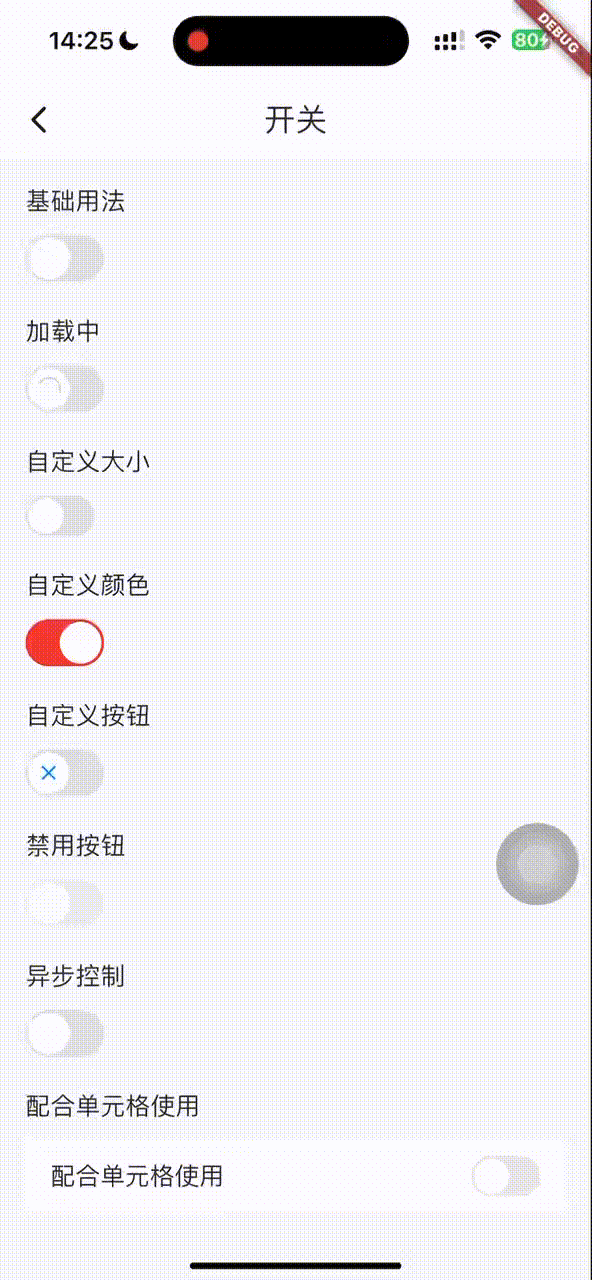 14:25
80
DEBUG
开关
基础用法
加载中
自定义大小
自定义颜色
自定义按钮
禁用按钮
异步控制
配合单元格使用
配合单元格使用